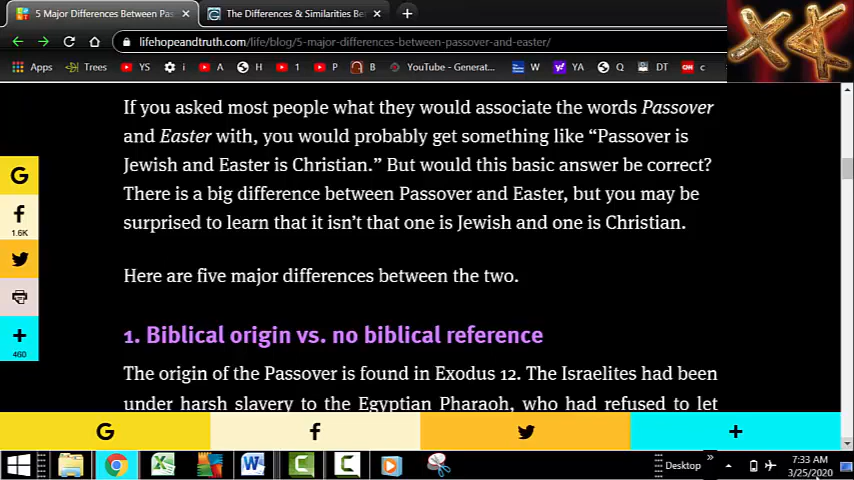 5 Major Differences Between Pas
The Differences & Similarities Be
lifehopeandtruth.com/life/blog/5-major-differences-between-passover-and-easter/
Apps Trees YS i A H 1 P B YouTube - Generat... W YA Q DT c
X4
If you asked most people what they would associate the words Passover
and Easter with, you would probably get something like “Passover is
Jewish and Easter is Christian.” But would this basic answer be correct?
There is a big difference between Passover and Easter, but you may be
surprised to learn that it isn’t that one is Jewish and one is Christian.
G
1.6K
Here are five major differences between the two.
460
1. Biblical origin vs. no biblical reference
The origin of the Passover is found in Exodus 12. The Israelites had been
under harsh slavery to the Egyptian Pharaoh, who had refused to let
G
Desktop
7:33 AM
3/25/2020